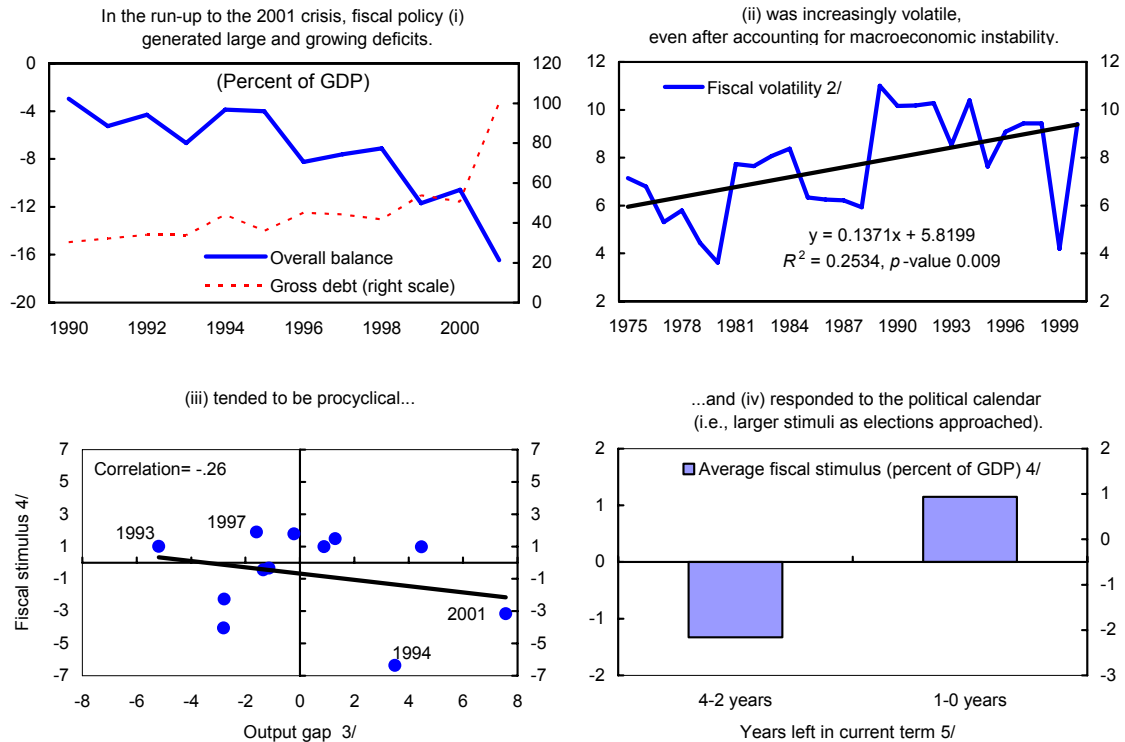 In the run-up to the 2001 crisis, fiscal policy (i)
generated large and growing deficits.
(Percent of GDP)
0
-4
-8
-12
-16
-20
120
100
80
60
40
20
0
Overall balance
Gross debt (right scale)
1990 1992 1994 1996 1998 2000
(ii) was increasingly volatile,
even after accounting for macroeconomic instability.
12
10
8
6
4
2
12
10
8
6
4
2
Fiscal volatility 2/
y = 0.1371x + 5.8199
R² = 0.2534, p-value 0.009
1975 1978 1981 1984 1987 1990 1993 1996 1999
(iii) tended to be procyclical...
Fiscal stimulus 4/
7
5
3
1
-1
-3
-5
-7
7
5
3
1
-1
-3
-5
-7
Correlation= -.26
1993
1997
2001
1994
-8 -6 -4 -2 0 2 4 6 8
Output gap 3/
...and (iv) responded to the political calendar
(i.e., larger stimuli as elections approached).
2
1
0
-1
-2
2
1
0
-1
-2
-3
Average fiscal stimulus (percent of GDP) 4/
4-2 years 1-0 years
Years left in current term 5/